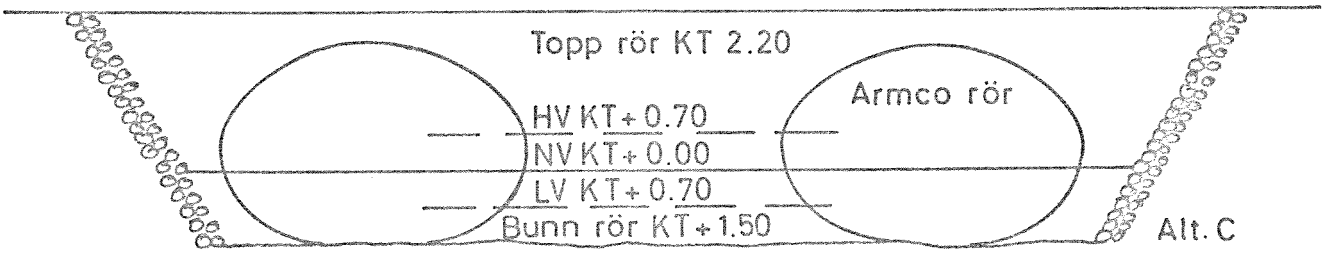 Topp rör KT 2.20
Armco rör
HV KT+ 0.70
NV KT+ 0.00
LV KT+ 0.70
Bunn rör KT+ 1.50
Alt. C